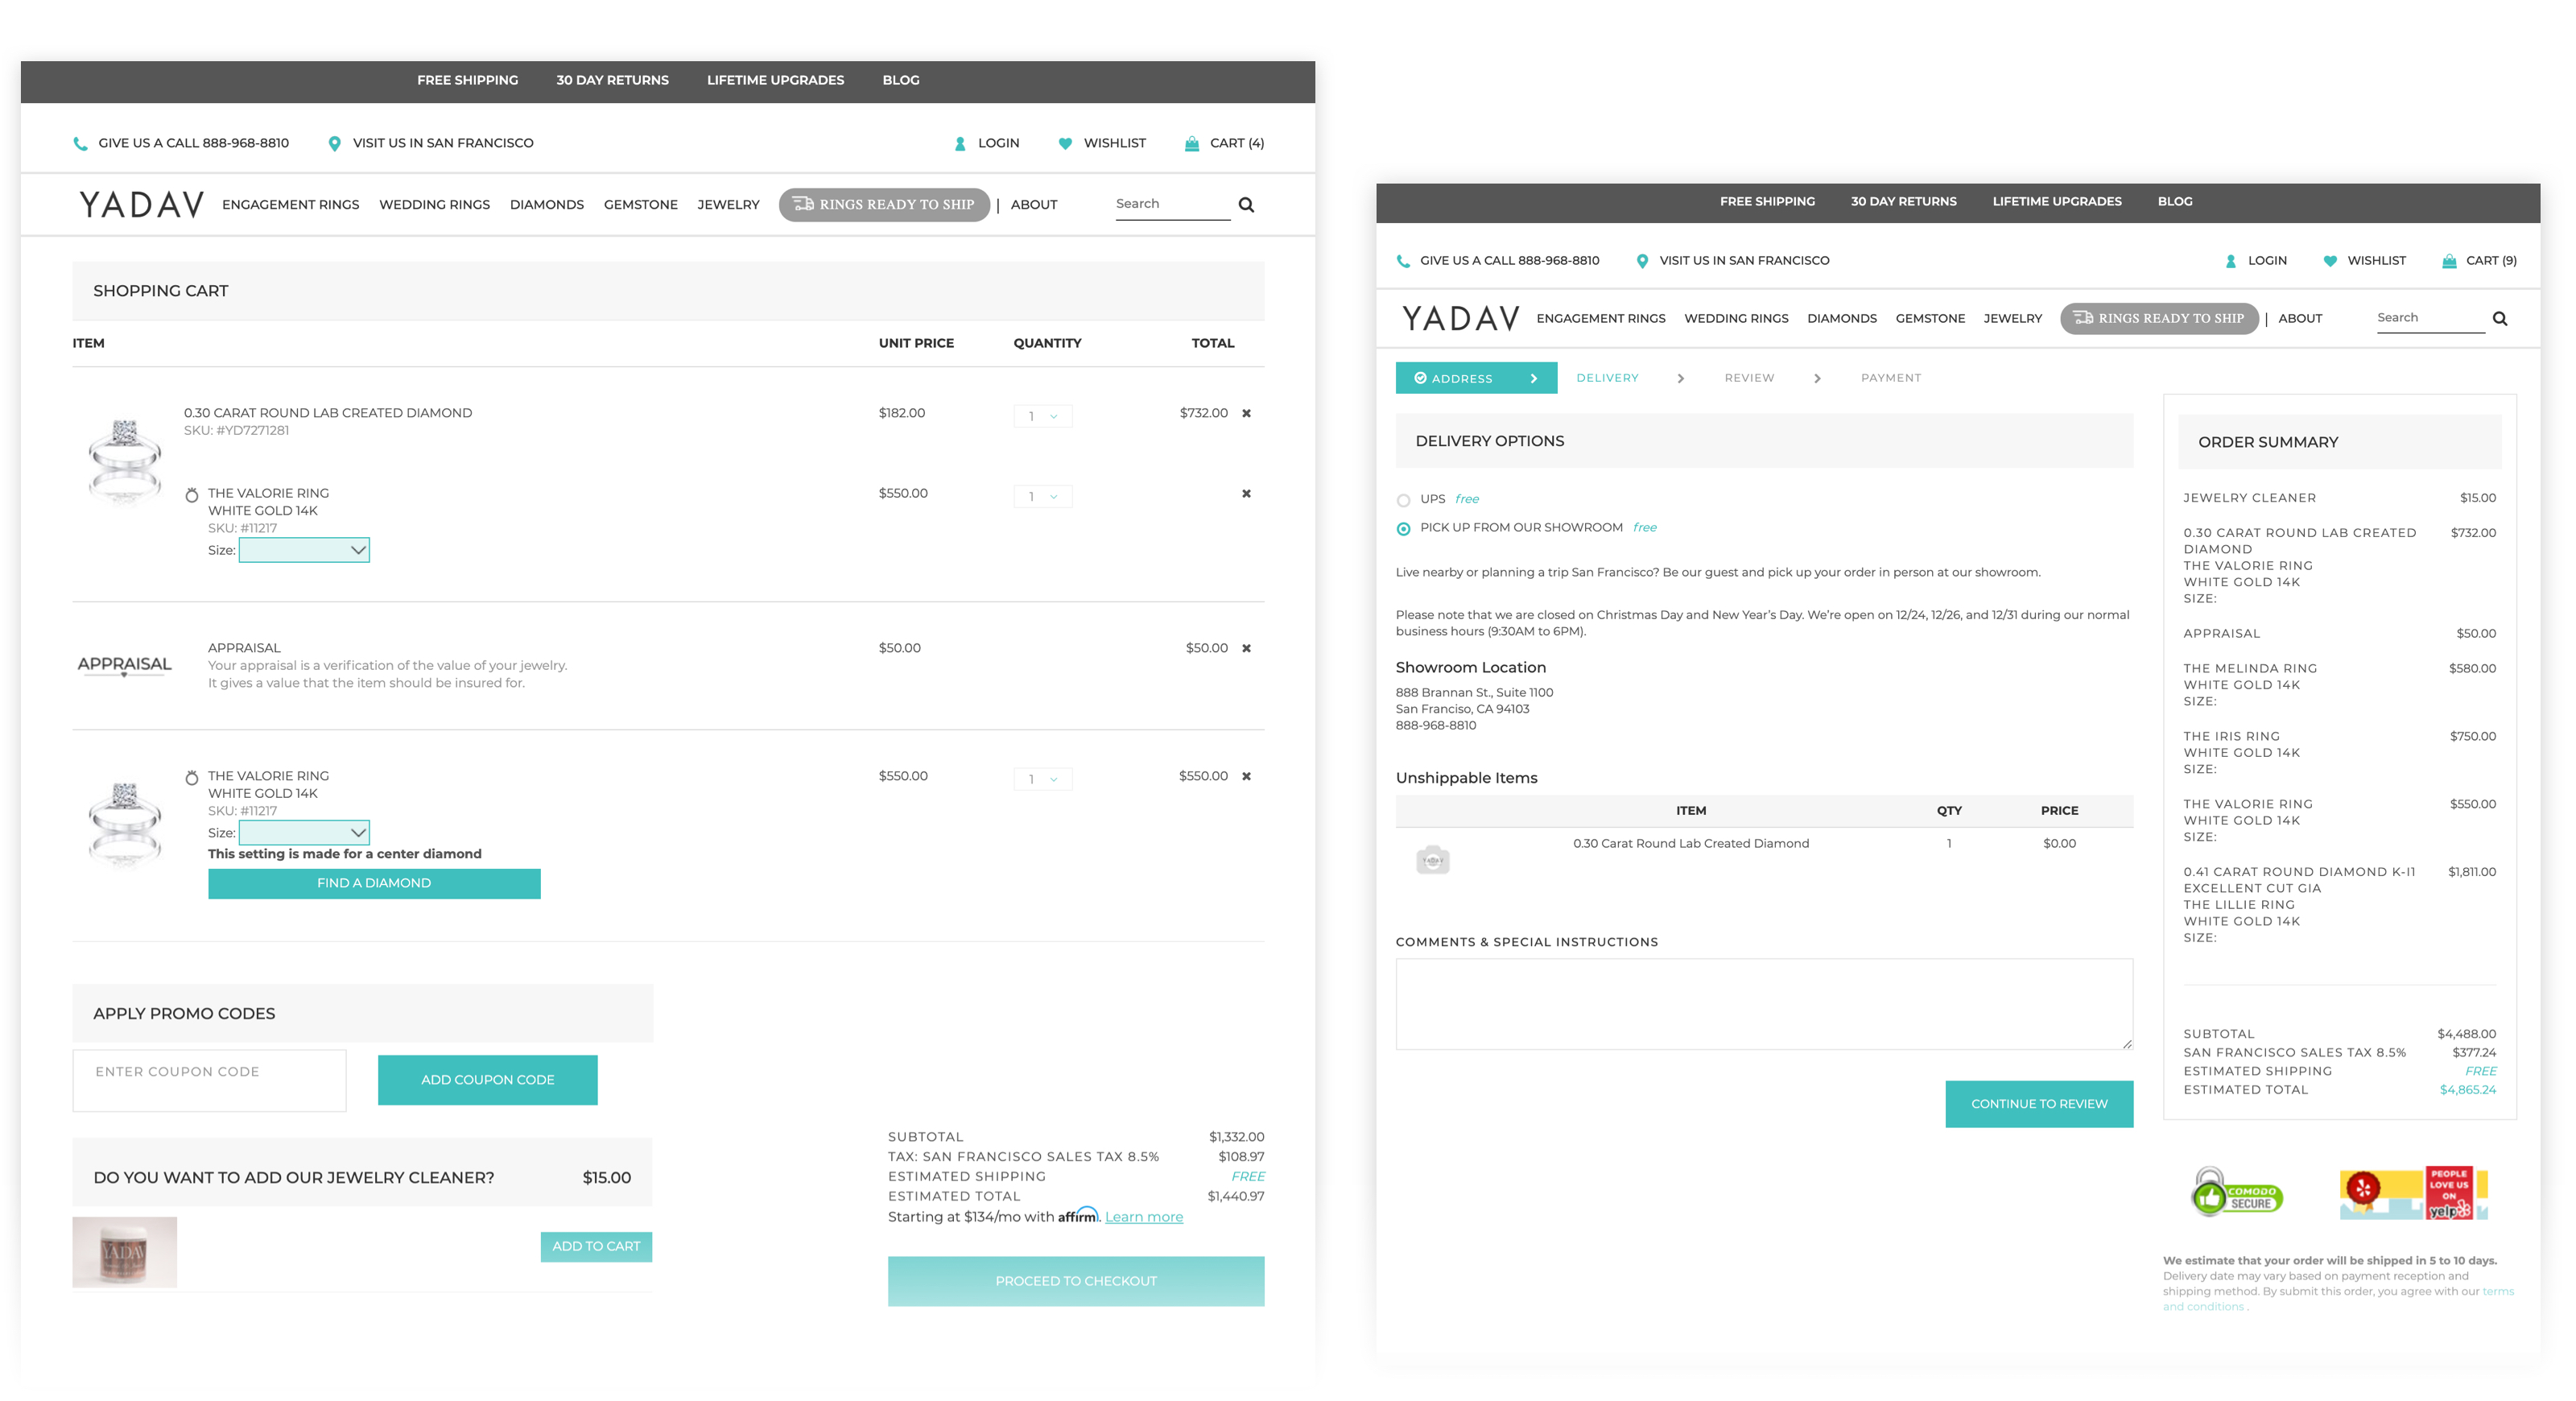 FREE SHIPPING 30 DAY RETURNS LIFETIME UPGRADES BLOG
GIVE US A CALL 888-968-8810 VISIT US IN SAN FRANCISCO LOGIN WISHLIST CART (4)
YADAV ENGAGEMENT RINGS WEDDING RINGS DIAMONDS GEMSTONE JEWELRY RINGS READY TO SHIP | ABOUT Search
SHOPPING CART
ITEM UNIT PRICE QUANTITY TOTAL
0.30 CARAT ROUND LAB CREATED DIAMOND $182.00 1 $732.00
SKU: #YD7271281
THE VALORIE RING $550.00 1
WHITE GOLD 14K
SKU: #11217
Size:
APPRAISAL $50.00 $50.00
APPRAISAL
Your appraisal is a verification of the value of your jewelry.
It gives a value that the item should be insured for.
THE VALORIE RING $550.00 1 $550.00
WHITE GOLD 14K
SKU: #11217
Size:
This setting is made for a center diamond
FIND A DIAMOND
APPLY PROMO CODES
ENTER COUPON CODE ADD COUPON CODE
DO YOU WANT TO ADD OUR JEWELRY CLEANER? $15.00
YADAV
ADD TO CART
SUBTOTAL $1,332.00
TAX: SAN FRANCISCO SALES TAX 8.5% $108.97
ESTIMATED SHIPPING FREE
ESTIMATED TOTAL $1,440.97
Starting at $134/mo with affirm. Learn more
PROCEED TO CHECKOUT
FREE SHIPPING 30 DAY RETURNS LIFETIME UPGRADES BLOG
GIVE US A CALL 888-968-8810 VISIT US IN SAN FRANCISCO LOGIN WISHLIST CART (9)
YADAV ENGAGEMENT RINGS WEDDING RINGS DIAMONDS GEMSTONE JEWELRY RINGS READY TO SHIP | ABOUT Search
ADDRESS DELIVERY REVIEW PAYMENT
DELIVERY OPTIONS
UPS free
PICK UP FROM OUR SHOWROOM free
Live nearby or planning a trip San Francisco? Be our guest and pick up your order in person at our showroom.
Please note that we are closed on Christmas Day and New Year's Day. We're open on 12/24, 12/26, and 12/31 during our normal
business hours (9:30AM to 6PM).
Showroom Location
888 Brannan St., Suite 1100
San Franciso, CA 94103
888-968-8810
Unshippable Items
ITEM QTY PRICE
0.30 Carat Round Lab Created Diamond 1 $0.00
YADAV
COMMENTS & SPECIAL INSTRUCTIONS
CONTINUE TO REVIEW
ORDER SUMMARY
JEWELRY CLEANER $15.00
0.30 CARAT ROUND LAB CREATED $732.00
DIAMOND
THE VALORIE RING
WHITE GOLD 14K
SIZE:
APPRAISAL $50.00
THE MELINDA RING $580.00
WHITE GOLD 14K
SIZE:
THE IRIS RING $750.00
WHITE GOLD 14K
SIZE:
THE VALORIE RING $550.00
WHITE GOLD 14K
SIZE:
0.41 CARAT ROUND DIAMOND K-I1 $1,811.00
EXCELLENT CUT GIA
THE LILLIE RING
WHITE GOLD 14K
SIZE:
SUBTOTAL $4,488.00
SAN FRANCISCO SALES TAX 8.5% $377.24
ESTIMATED SHIPPING FREE
ESTIMATED TOTAL $4,865.24
COMODO
SECURE
PEOPLE
LOVE US
ON
yelp
We estimate that your order will be shipped in 5 to 10 days.
Delivery date may vary based on payment reception and
shipping method. By submit this order, you agree with our terms
and conditions .